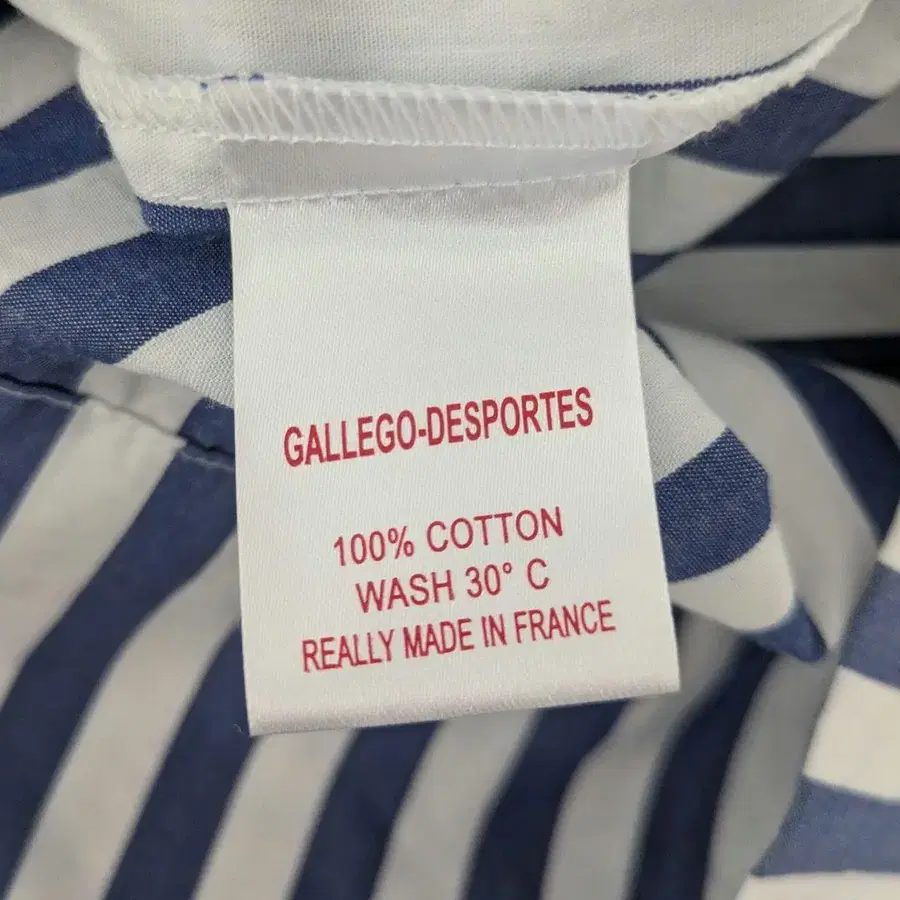 GALLEGO-DESPORTES
100% COTTON
WASH 30° C
REALLY MADE IN FRANCE